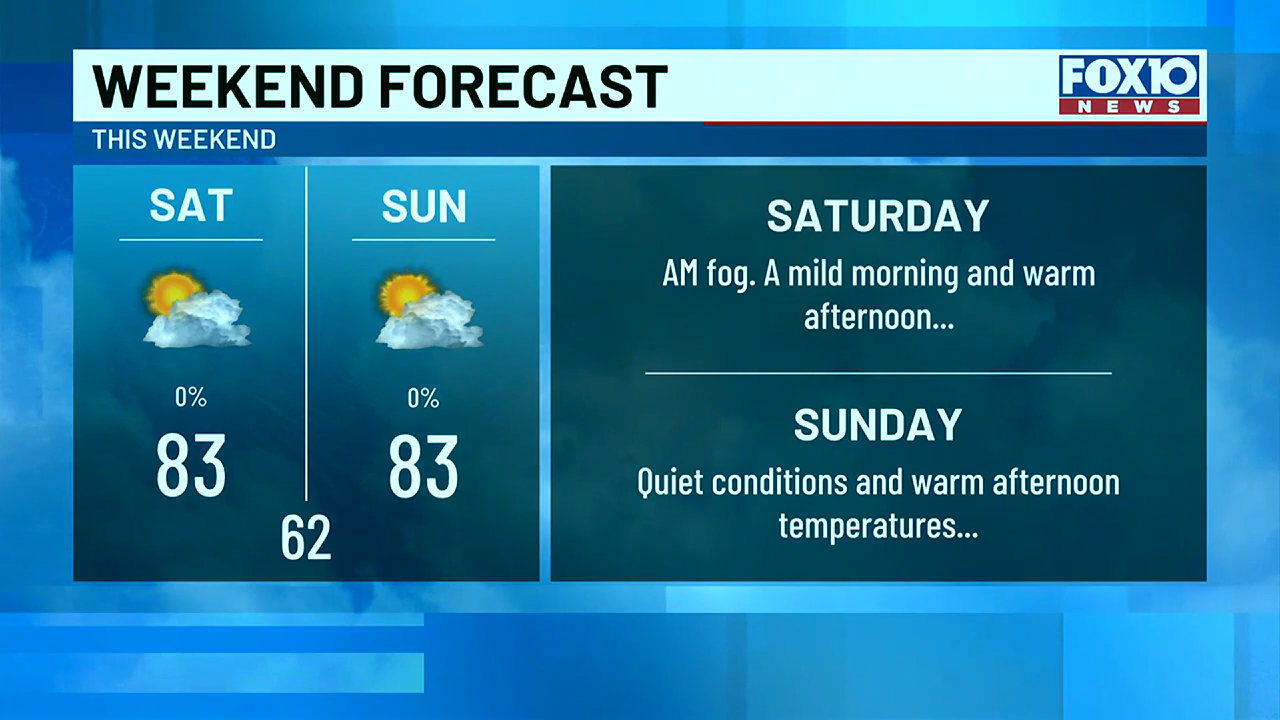 WEEKEND FORECAST
FOX10
NEWS
THIS WEEKEND
SAT
SUN
0%
0%
83
83
62
SATURDAY
AM fog. A mild morning and warm
afternoon...
SUNDAY
Quiet conditions and warm afternoon
temperatures...